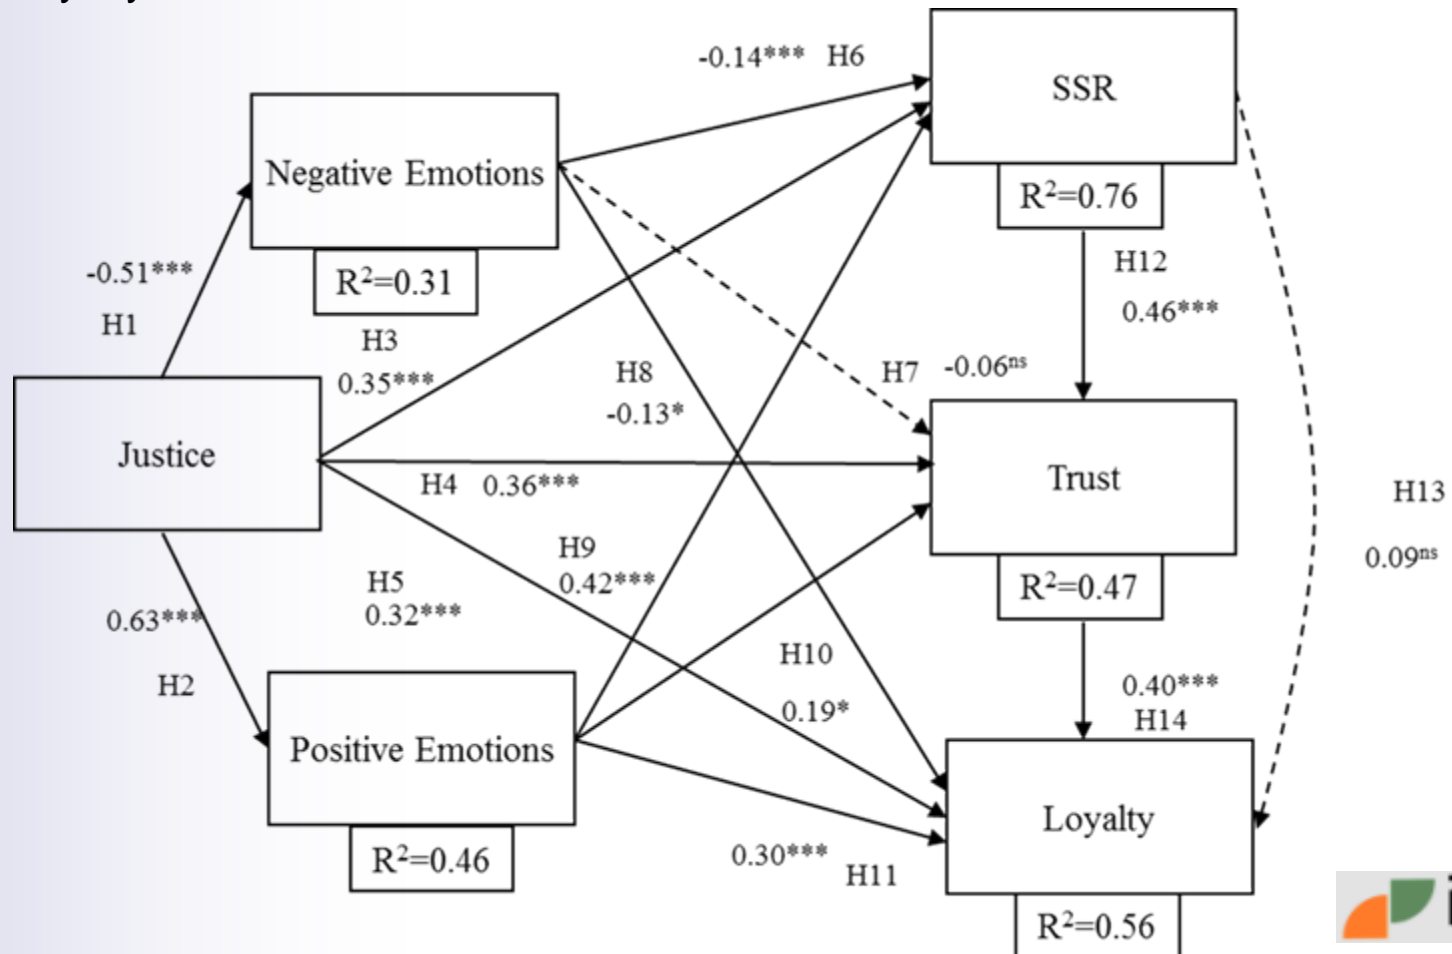 -0.14*** H6
SSR
Negative Emotions
R²=0.76
-0.51***
R²=0.31
H12
H1
0.46***
H3
0.35***
H8
H7 -0.06ⁿˢ
-0.13*
Justice
H4 0.36***
Trust
H13
H9
0.09ⁿˢ
H5
0.42***
R²=0.47
0.32***
0.63***
H10
H2
0.40***
0.19*
H14
Positive Emotions
Loyalty
0.30***
R²=0.46
H11
R²=0.56